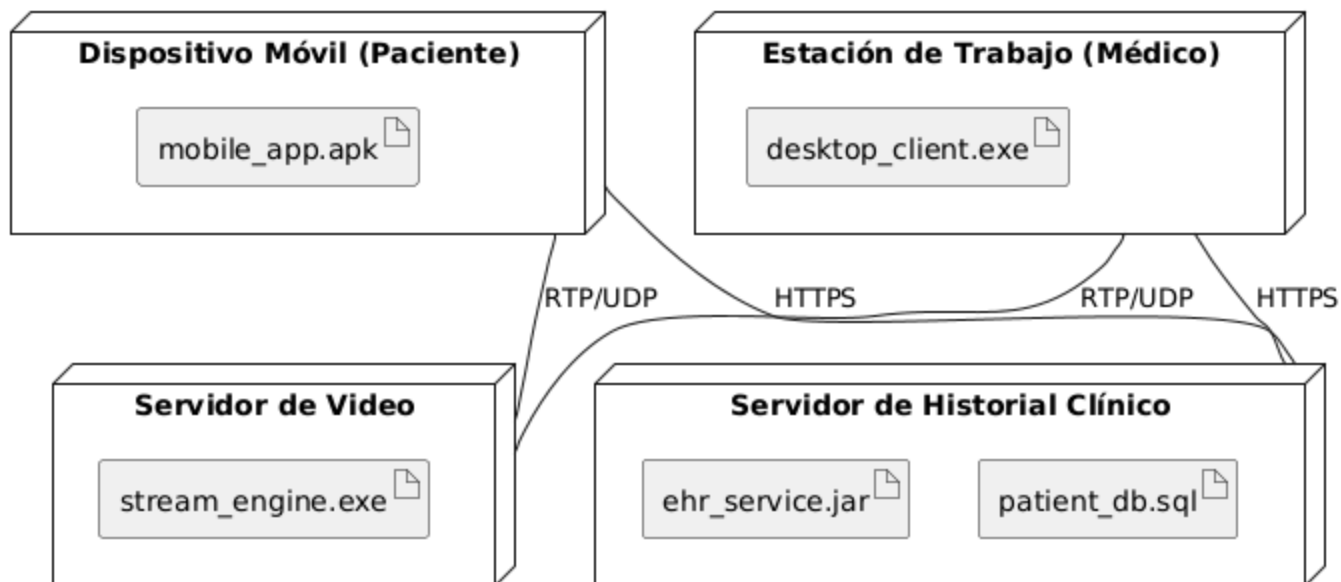 Dispositivo Móvil (Paciente)
Estación de Trabajo (Médico)
mobile_app.apk
desktop_client.exe
RTP/UDP
HTTPS
RTP/UDP
HTTPS
Servidor de Video
Servidor de Historial Clínico
stream_engine.exe
ehr_service.jar
patient_db.sql